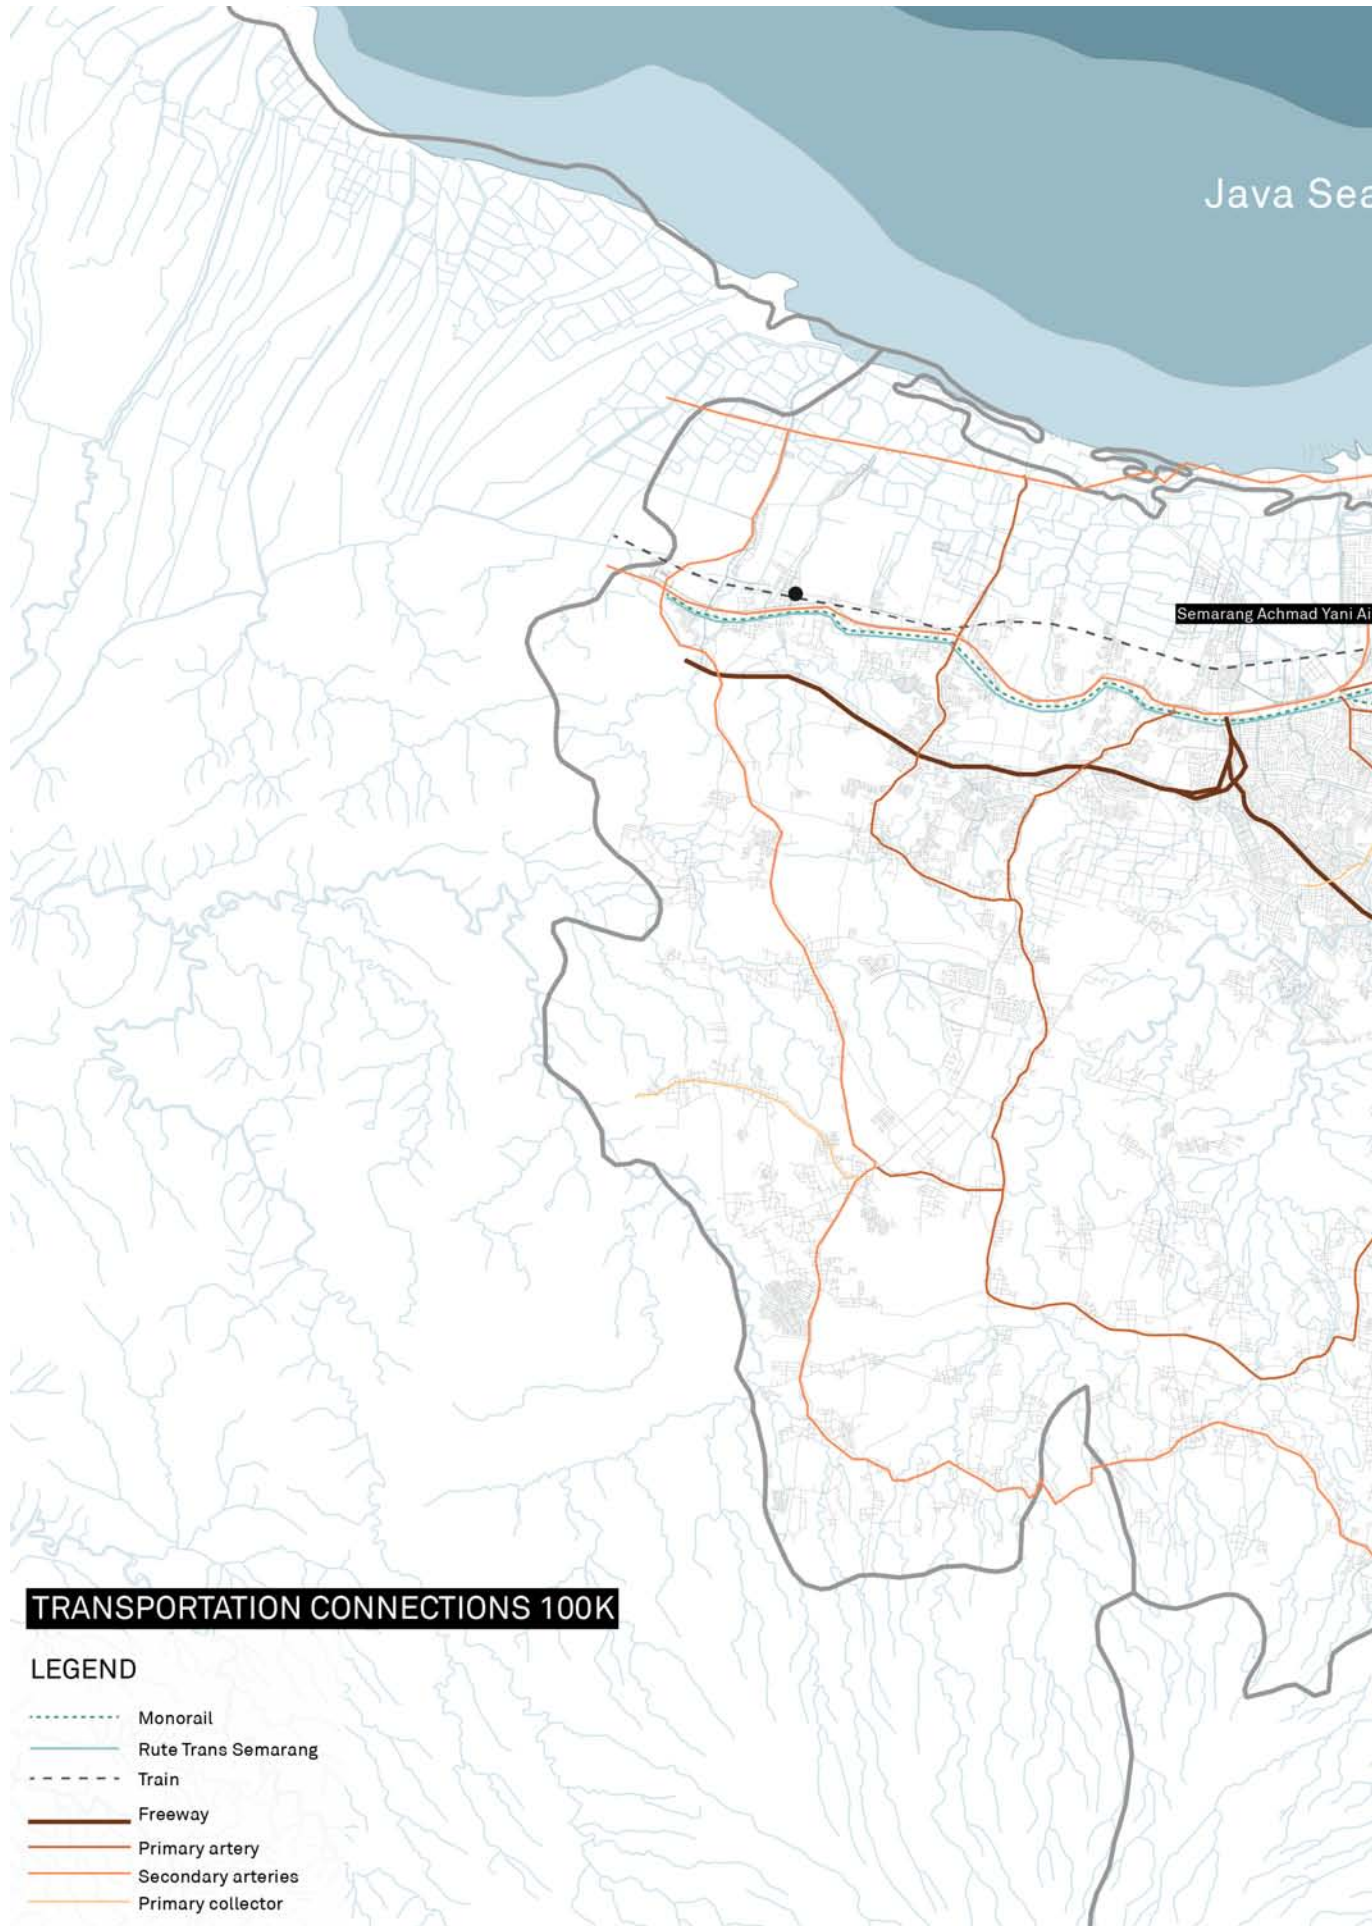 Java Sea
Semarang Achmad Yani Ai
TRANSPORTATION CONNECTIONS 100K
LEGEND
Monorail
Rute Trans Semarang
Train
Freeway
Primary artery
Secondary arteries
Primary collector